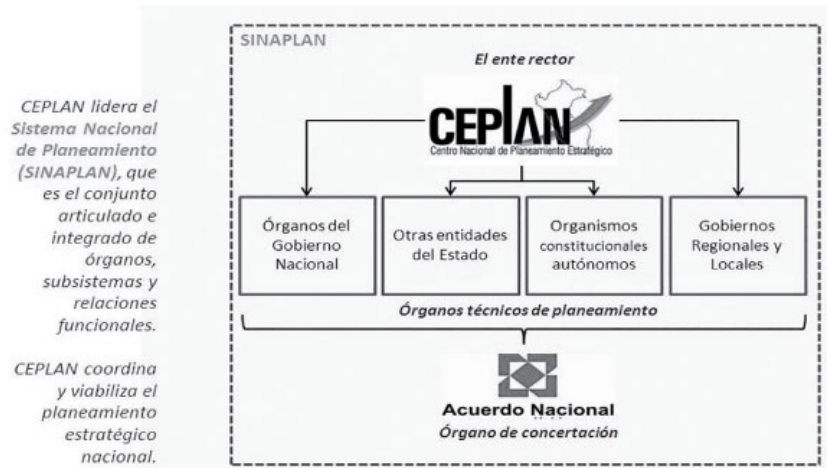 CEPLAN lidera el
Sistema Nacional
de Planeamiento
(SINAPLAN), que
es el conjunto
articulado e
integrado de
órganos,
subsistemas y
relaciones
funcionales.
CEPLAN coordina
y viabiliza el
planeamiento
estratégico
nacional.
SINAPLAN
El ente rector
CEPLAN
Centro Nacional de Planeamiento Estratégico
Órganos del
Gobierno
Nacional
Otras entidades
del Estado
Organismos
constitucionales
autónomos
Gobiernos
Regionales y
Locales
Órganos técnicos de planeamiento
Acuerdo Nacional
Órgano de concertación